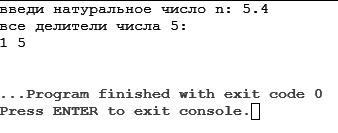 введи натуральное число n: 5.4
все делители числа 5:
1 5
...Program finished with exit code 0
Press ENTER to exit console.